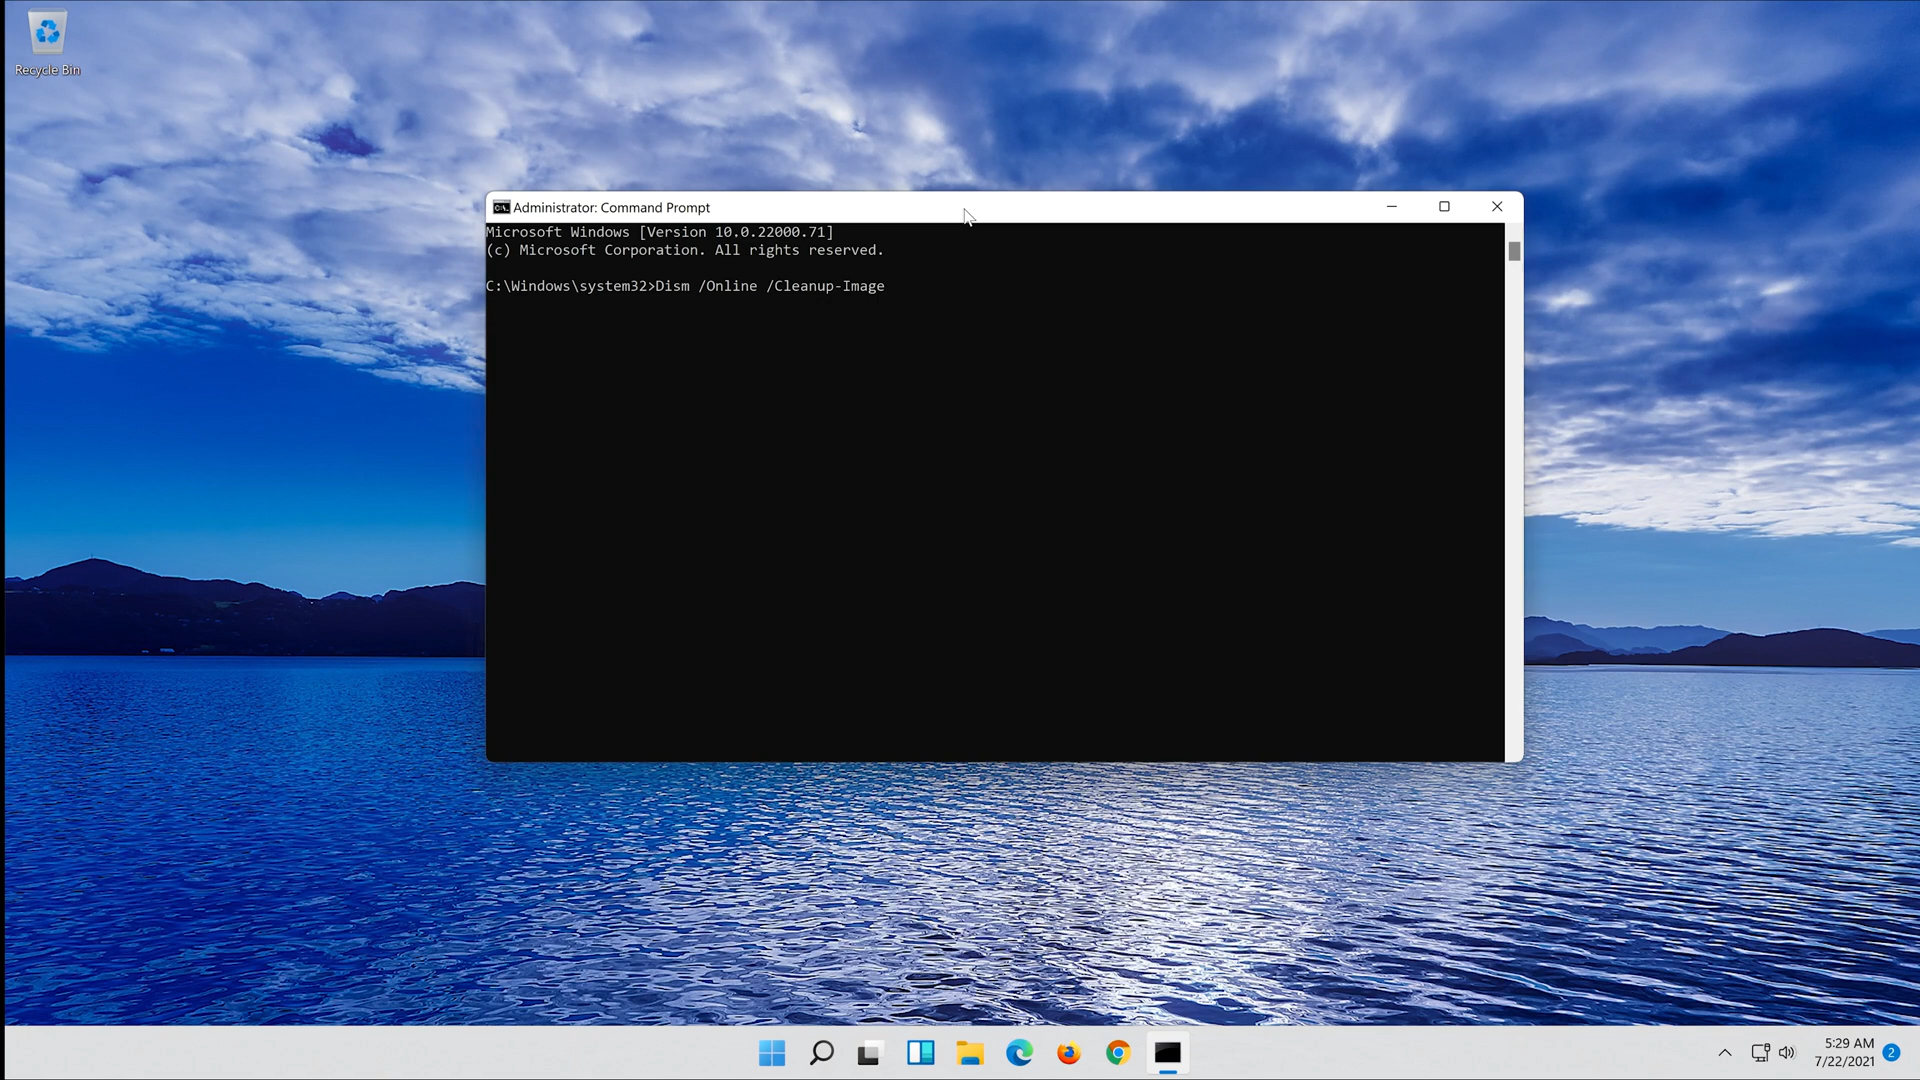 Recycle Bin
Administrator: Command Prompt
Microsoft Windows [Version 10.0.22000.71]
(c) Microsoft Corporation. All rights reserved.
C:\Windows\system32>Dism /Online /Cleanup-Image
5:29 AM
7/22/2021
2